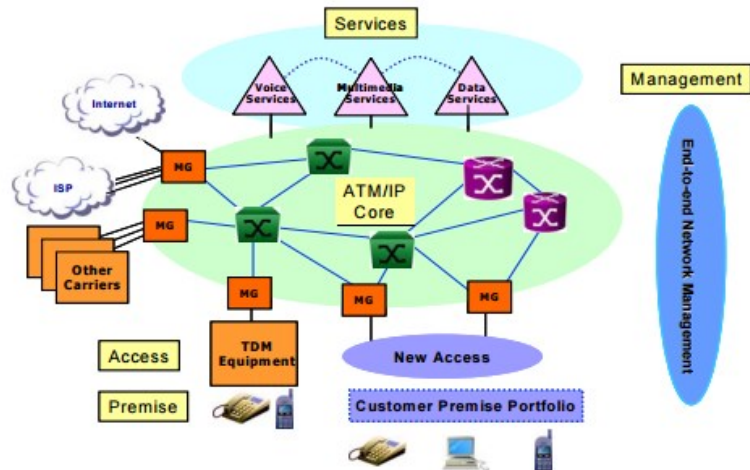 Services
Voice
Services
Multimedia
Services
Data
Services
Management
Internet
MG
ISP
ATM/IP
Core
MG
Other
Carriers
MG
MG
MG
End-to-end Network Management
TDM
Equipment
New Access
Access
Premise
Customer Premise Portfolio